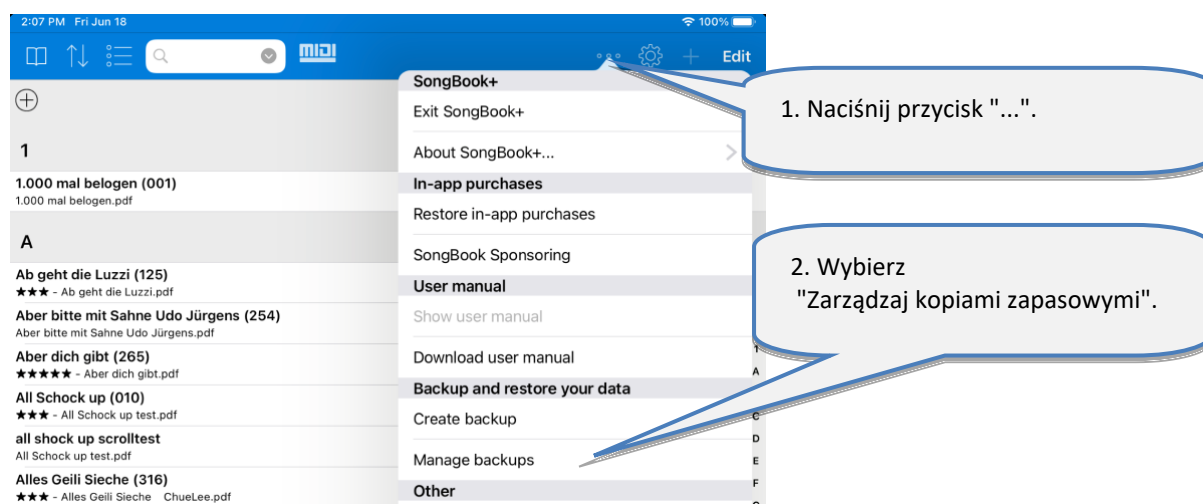 2:07 PM Fri Jun 18
100%
MIDI
Edit
1
1.000 mal belogen (001)
1.000 mal belogen.pdf
A
Ab geht die Luzzi (125)
★★★ - Ab geht die Luzzi.pdf
Aber bitte mit Sahne Udo Jürgens (254)
Aber bitte mit Sahne Udo Jürgens.pdf
Aber dich gibt (265)
★★★★★ - Aber dich gibt.pdf
All Schock up (010)
★★★ - All Schock up test.pdf
all shock up scrolltest
All Schock up test.pdf
Alles Geili Sieche (316)
★★★ - Alles Geili Sieche ChueLee.pdf
SongBook+
Exit SongBook+
About SongBook+...
In-app purchases
Restore in-app purchases
SongBook Sponsoring
User manual
Show user manual
Download user manual
Backup and restore your data
Create backup
Manage backups
Other
1
A
C
D
E
F
1. Naciśnij przycisk "...".
2. Wybierz
"Zarządzaj kopiami zapasowymi".